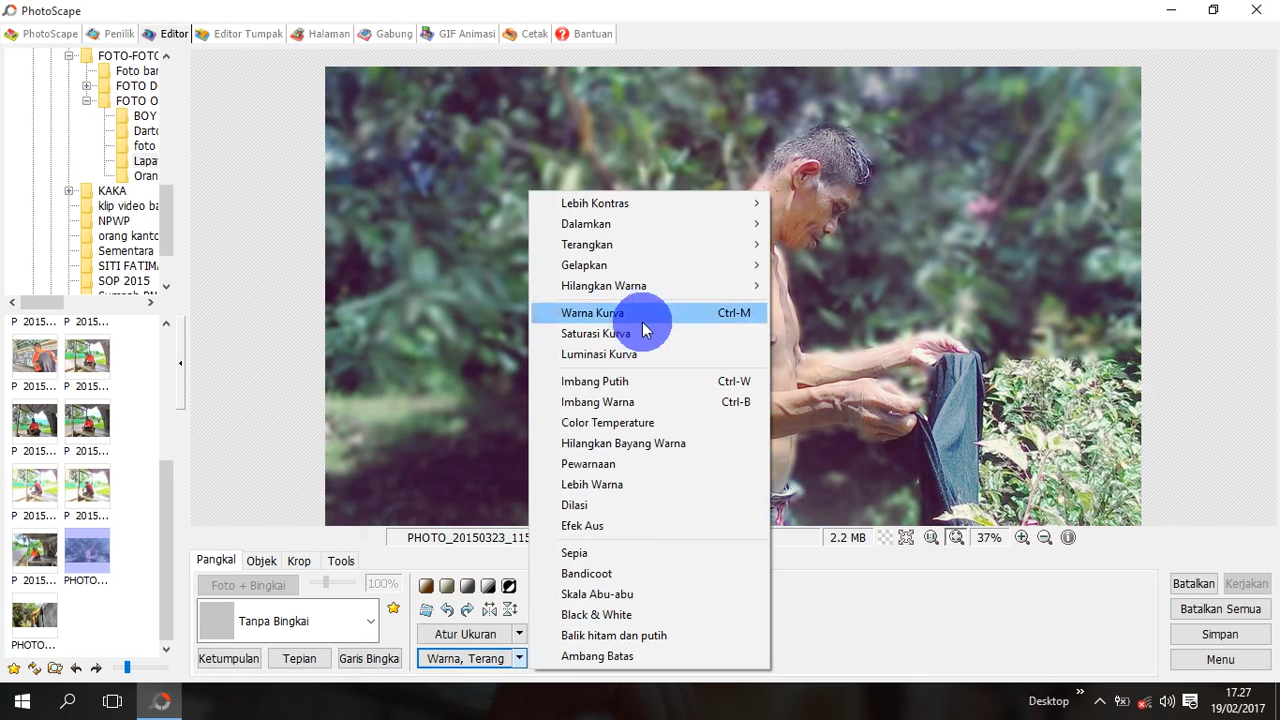 PhotoScape
PhotoScape
Penilik
Editor
Editor Tumpak
Halaman
Gabung
GIF Animasi
Cetak
Bantuan
FOTO-FOTO
Foto bar
FOTO D
FOTO O
BOY
Darto
foto
Lapa
Oran
KAKA
klip video ba
NPWP
orang kanto
Sementara
SITI FATIMA
SOP 2015
P 2015... P 2015...
P 2015... P 2015...
P 2015... P 2015...
P 2015... P 2015...
P 2015... PHOTO...
PHOTO...
Lebih Kontras
Dalamkan
Terangkan
Gelapkan
Hilangkan Warna
Warna Kurva Ctrl-M
Saturasi Kurva
Luminasi Kurva
Imbang Putih Ctrl-W
Imbang Warna Ctrl-B
Color Temperature
Hilangkan Bayang Warna
Pewarnaan
Lebih Warna
Dilasi
Efek Aus
Sepia
Bandicoot
Skala Abu-abu
Black & White
Balik hitam dan putih
Ambang Batas
PHOTO_20150323_115
2.2 MB
37%
Pangkal
Objek
Krop
Tools
Foto + Bingkai
100%
Tanpa Bingkai
Ketumpulan
Tepian
Garis Bingka
Atur Ukuran
Warna, Terang
Batalkan
Kerjakan
Batalkan Semua
Simpan
Menu
Desktop
17.27
19/02/2017